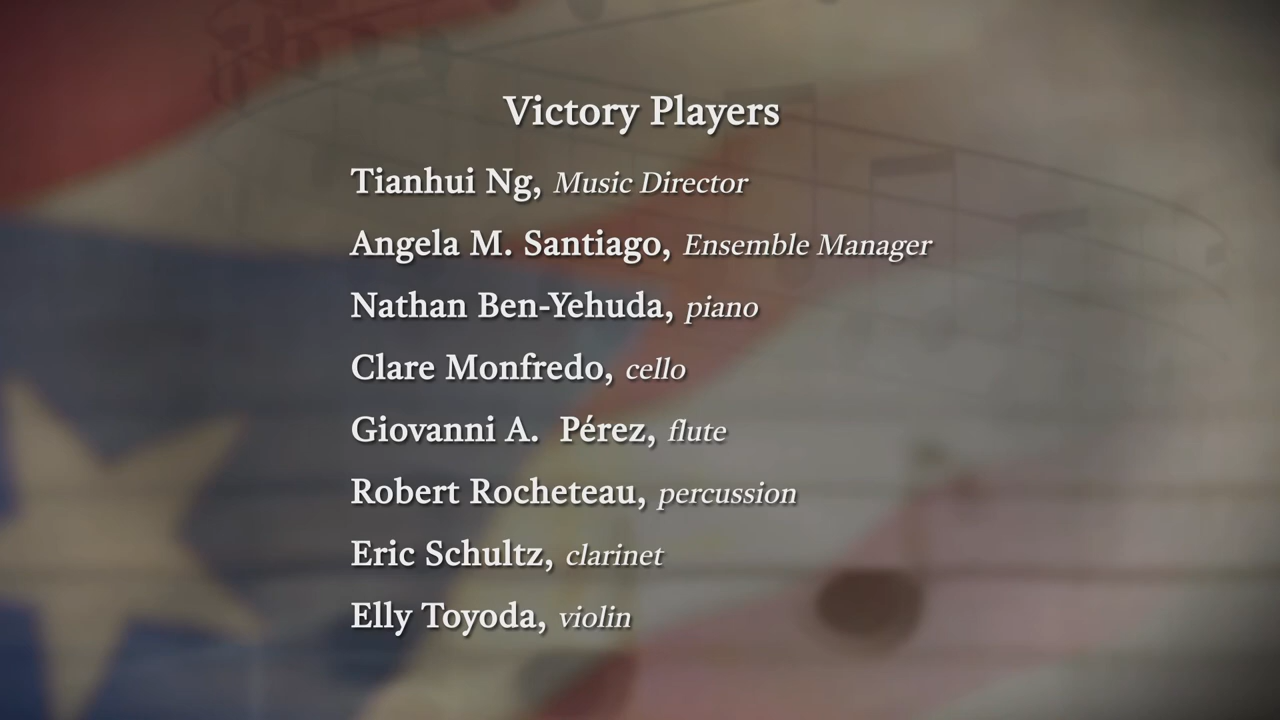 Victory Players
Tianhui Ng, Music Director
Angela M. Santiago, Ensemble Manager
Nathan Ben-Yehuda, piano
Clare Monfredo, cello
Giovanni A.  Pérez, flute
Robert Rocheteau, percussion
Eric Schultz, clarinet
Elly Toyoda, violin